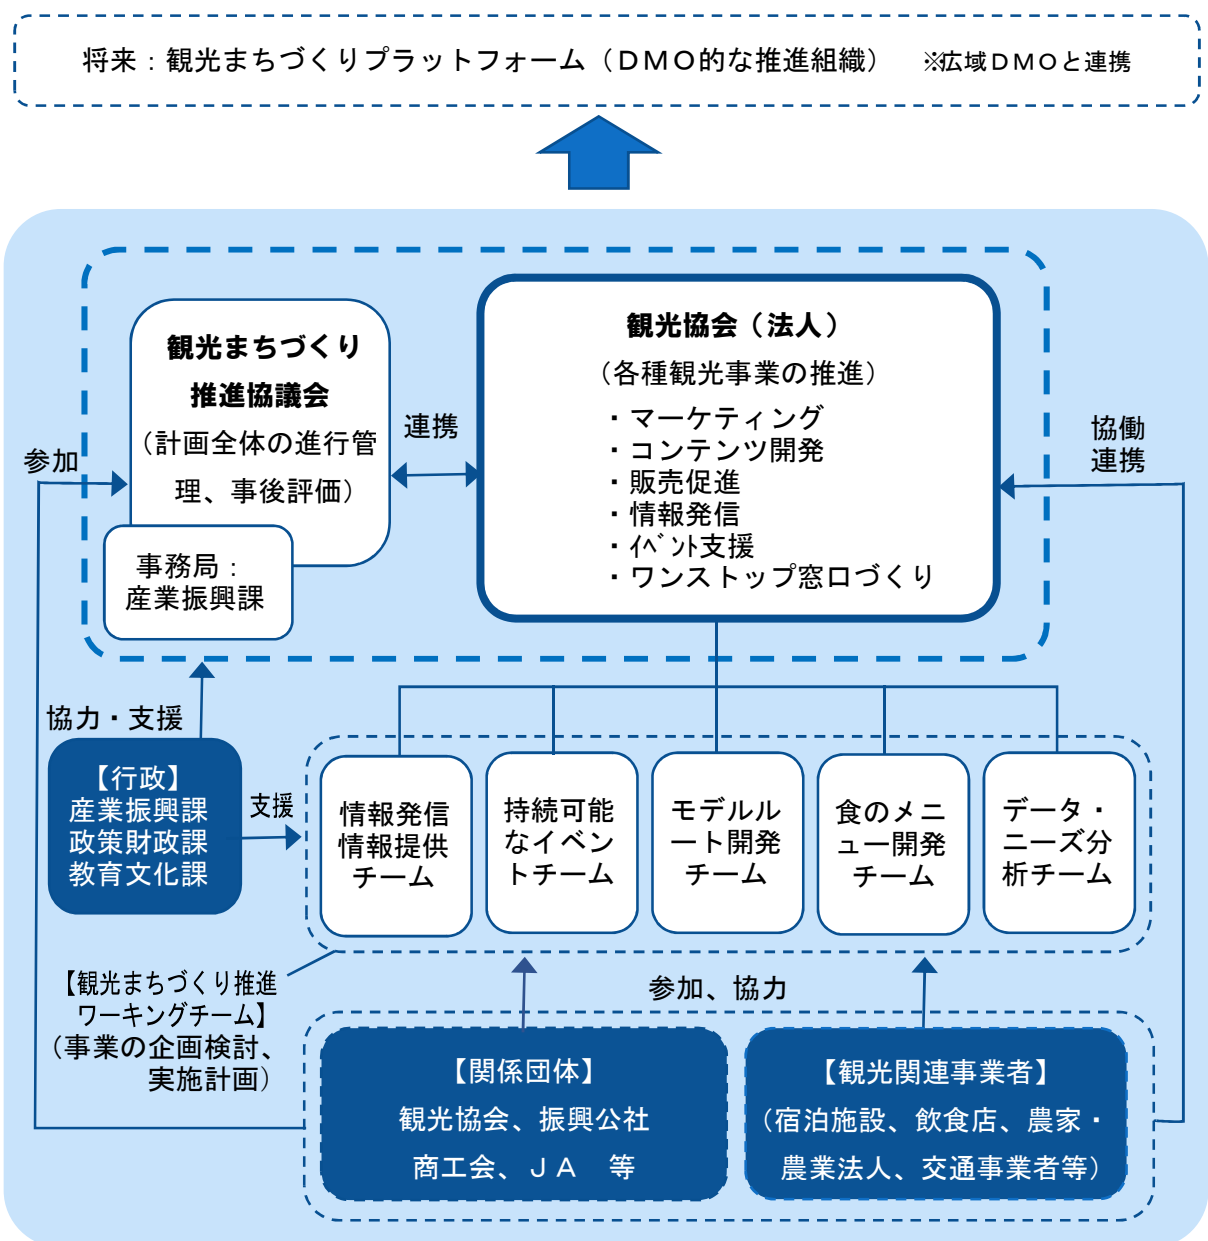 将来：観光まちづくりプラットフォーム（ＤＭＯ的な推進組織）　※広域ＤＭＯと連携
観光まちづくり
推進協議会
（計画全体の進行管
理、事後評価）
事務局：
産業振興課
連携
観光協会（法人）
（各種観光事業の推進）
・マーケティング
・コンテンツ開発
・販売促進
・情報発信
・ｲﾍﾞﾝﾄ支援
・ワンストップ窓口づくり
参加
協働
連携
協力・支援
【行政】
産業振興課
政策財政課
教育文化課
支援
情報発信
情報提供
チーム
持続可能
なイベン
トチーム
モデルル
ート開発
チーム
食のメニ
ュー開発
チーム
データ・
ニーズ分
析チーム
【観光まちづくり推進
ワーキングチーム】
（事業の企画検討、
実施計画）
参加、協力
【関係団体】
観光協会、振興公社
商工会、ＪＡ　等
【観光関連事業者】
（宿泊施設、飲食店、農家・
農業法人、交通事業者等）